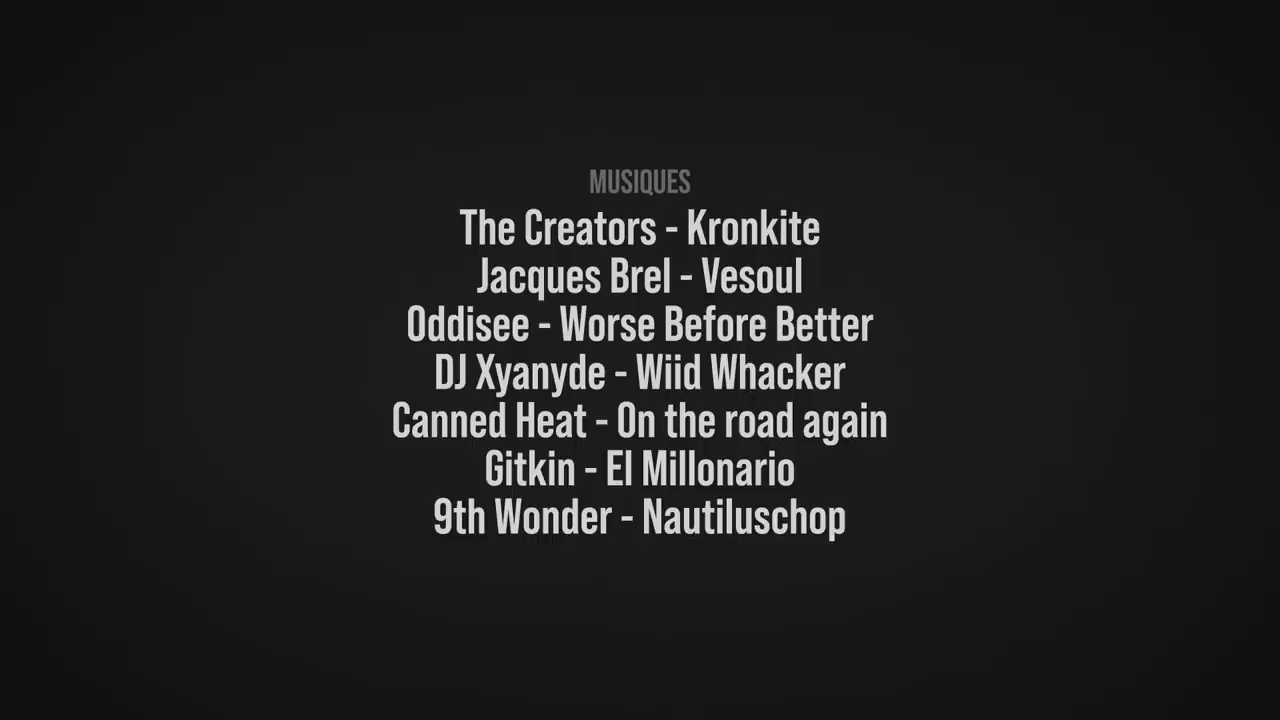 MUSIQUES
The Creators - Kronkite
Jacques Brel - Vesoul
Oddisee - Worse Before Better
DJ Xyanyde - Wiid Whacker
Canned Heat - On the road again
Gitkin - El Millonario
9th Wonder - Nautiluschop